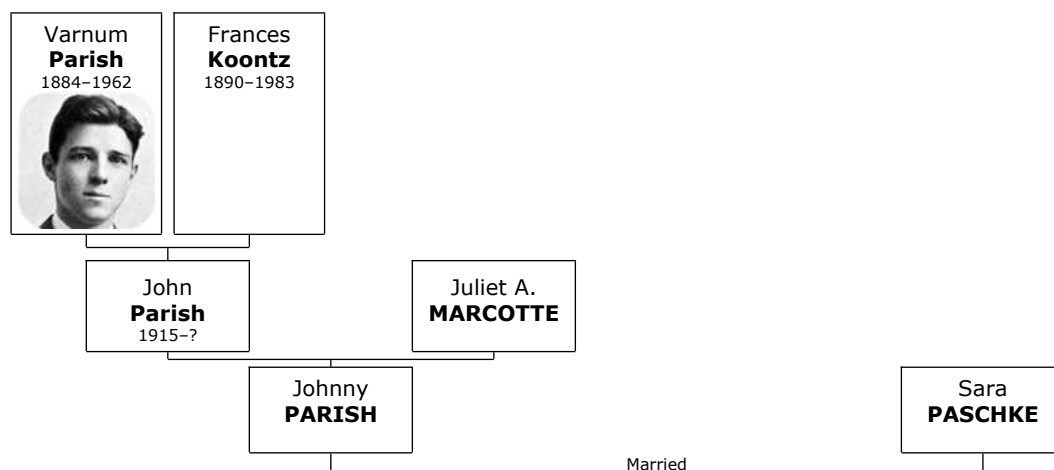 Varnum
Parish
1884–1962
Frances
Koontz
1890–1983
John
Parish
1915–?
Juliet A.
MARCOTTE
Johnny
PARISH
Sara
PASCHKE
Married